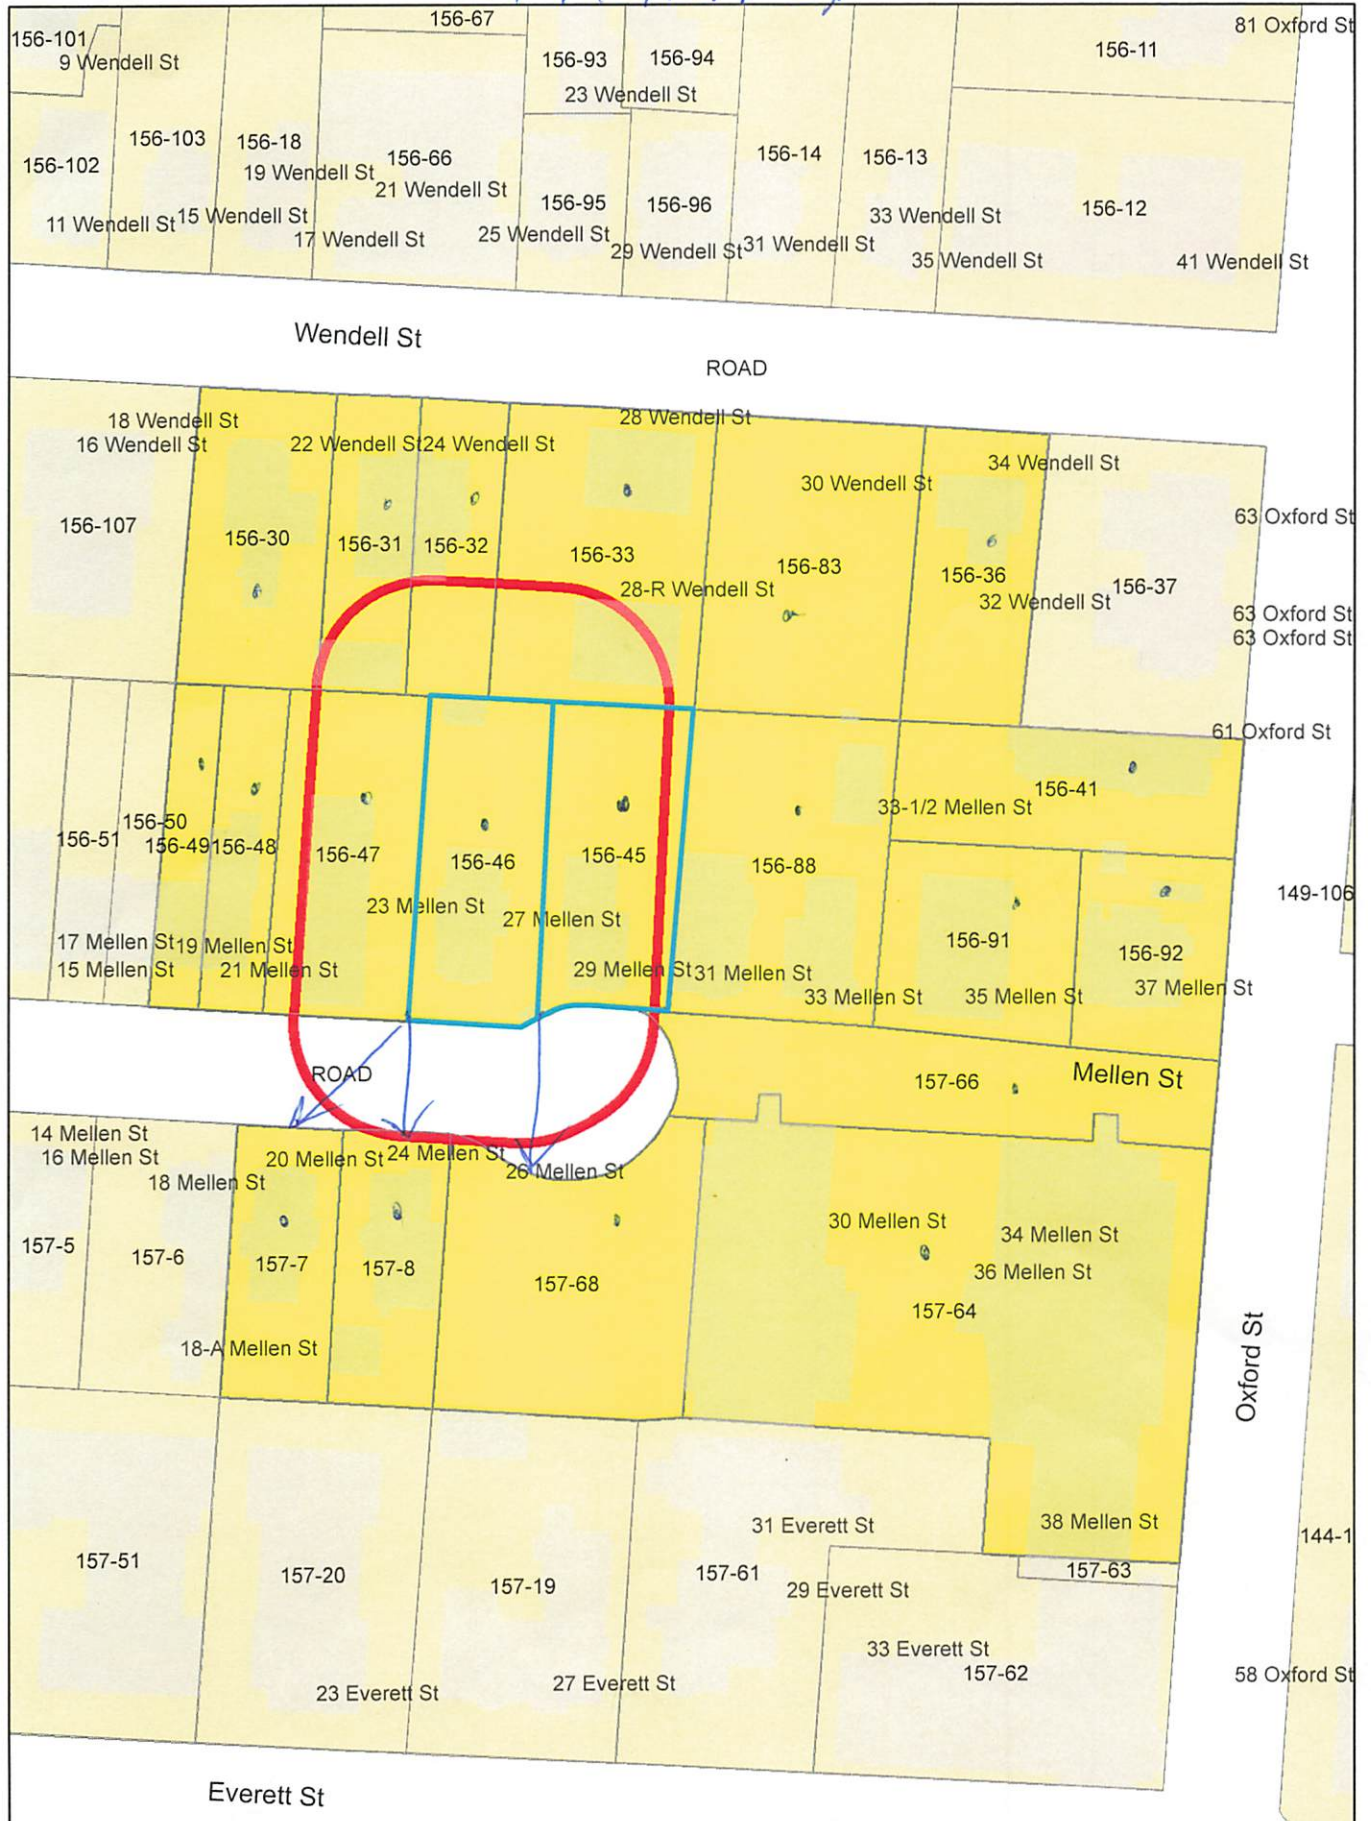 156-67
81 Oxford St
156-101
9 Wendell St
156-93
156-94
156-11
23 Wendell St
156-103
156-18
156-102
19 Wendell St
156-66
21 Wendell St
156-14
156-13
156-95
156-96
156-12
11 Wendell St
15 Wendell St
17 Wendell St
25 Wendell St
29 Wendell St
31 Wendell St
33 Wendell St
35 Wendell St
41 Wendell St
Wendell St
ROAD
18 Wendell St
16 Wendell St
22 Wendell St
24 Wendell St
28 Wendell St
30 Wendell St
34 Wendell St
63 Oxford St
156-107
156-30
156-31
156-32
156-33
156-83
156-36
156-37
28-R Wendell St
32 Wendell St
63 Oxford St
63 Oxford St
61 Oxford St
156-41
33-1/2 Mellen St
156-51
156-50
156-49
156-48
156-47
156-46
156-45
156-88
149-106
23 Mellen St
27 Mellen St
156-91
156-92
17 Mellen St
19 Mellen St
15 Mellen St
21 Mellen St
29 Mellen St
31 Mellen St
33 Mellen St
35 Mellen St
37 Mellen St
ROAD
157-66
Mellen St
14 Mellen St
16 Mellen St
18 Mellen St
20 Mellen St
24 Mellen St
26 Mellen St
30 Mellen St
34 Mellen St
36 Mellen St
157-5
157-6
157-7
157-8
157-68
157-64
18-A Mellen St
Oxford St
31 Everett St
38 Mellen St
144-1
157-51
157-20
157-19
157-61
157-63
29 Everett St
33 Everett St
157-62
58 Oxford St
23 Everett St
27 Everett St
Everett St